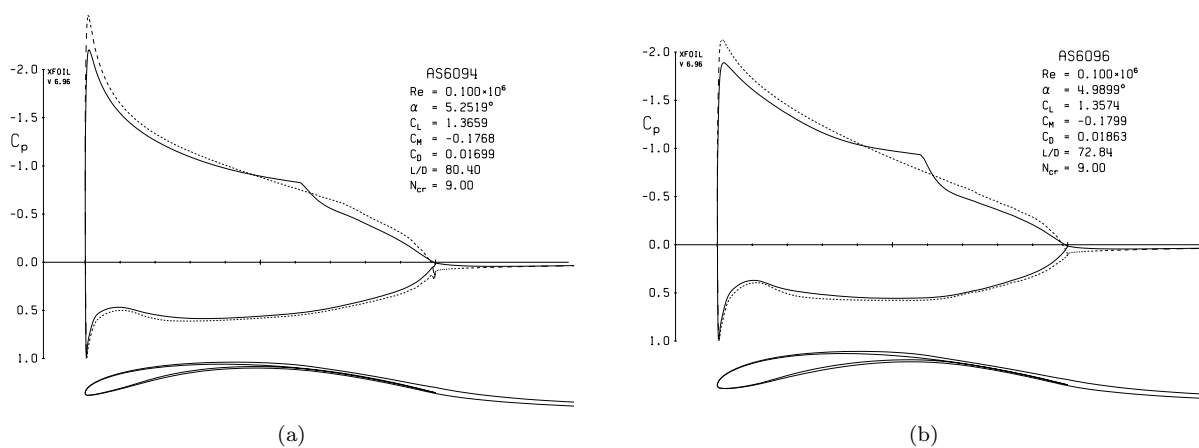 XFOIL
V 6.96
-2.0
-1.5
-1.0
-0.5
0.0
0.5
1.0
Cp
AS6094
Re = 0.100×10⁶
α = 5.2519°
CL = 1.3659
CM = -0.1768
CD = 0.01699
L/D = 80.40
Ncr = 9.00
(a)
XFOIL
V 6.96
-2.0
-1.5
-1.0
-0.5
0.0
0.5
1.0
Cp
AS6096
Re = 0.100×10⁶
α = 4.9899°
CL = 1.3574
CM = -0.1799
CD = 0.01863
L/D = 72.84
Ncr = 9.00
(b)